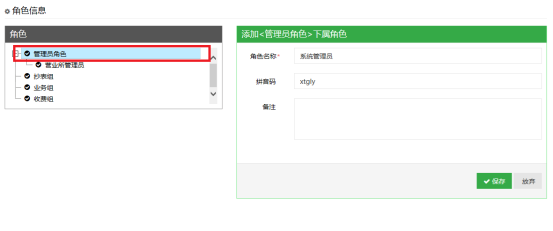 角色信息
角色
管理员角色
营业所管理员
抄表组
业务组
收费组
添加<管理员角色>下属角色
角色名称*
系统管理员
拼音码
xtgly
备注
保存
放弃